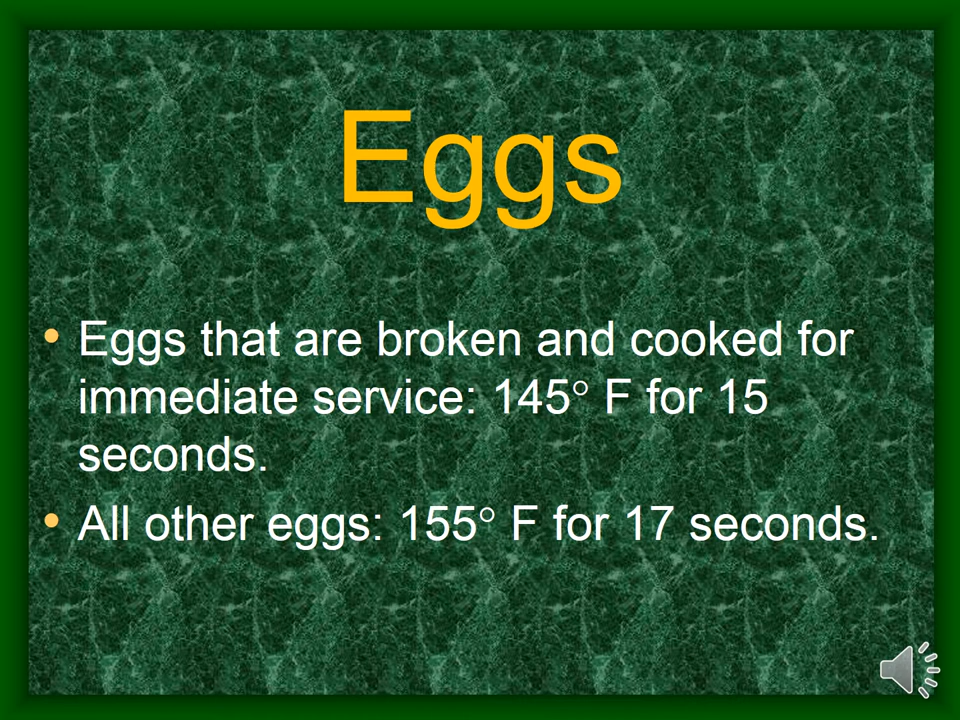 Eggs
• Eggs that are broken and cooked for
immediate service: 145° F for 15
seconds.
• All other eggs: 155° F for 17 seconds.